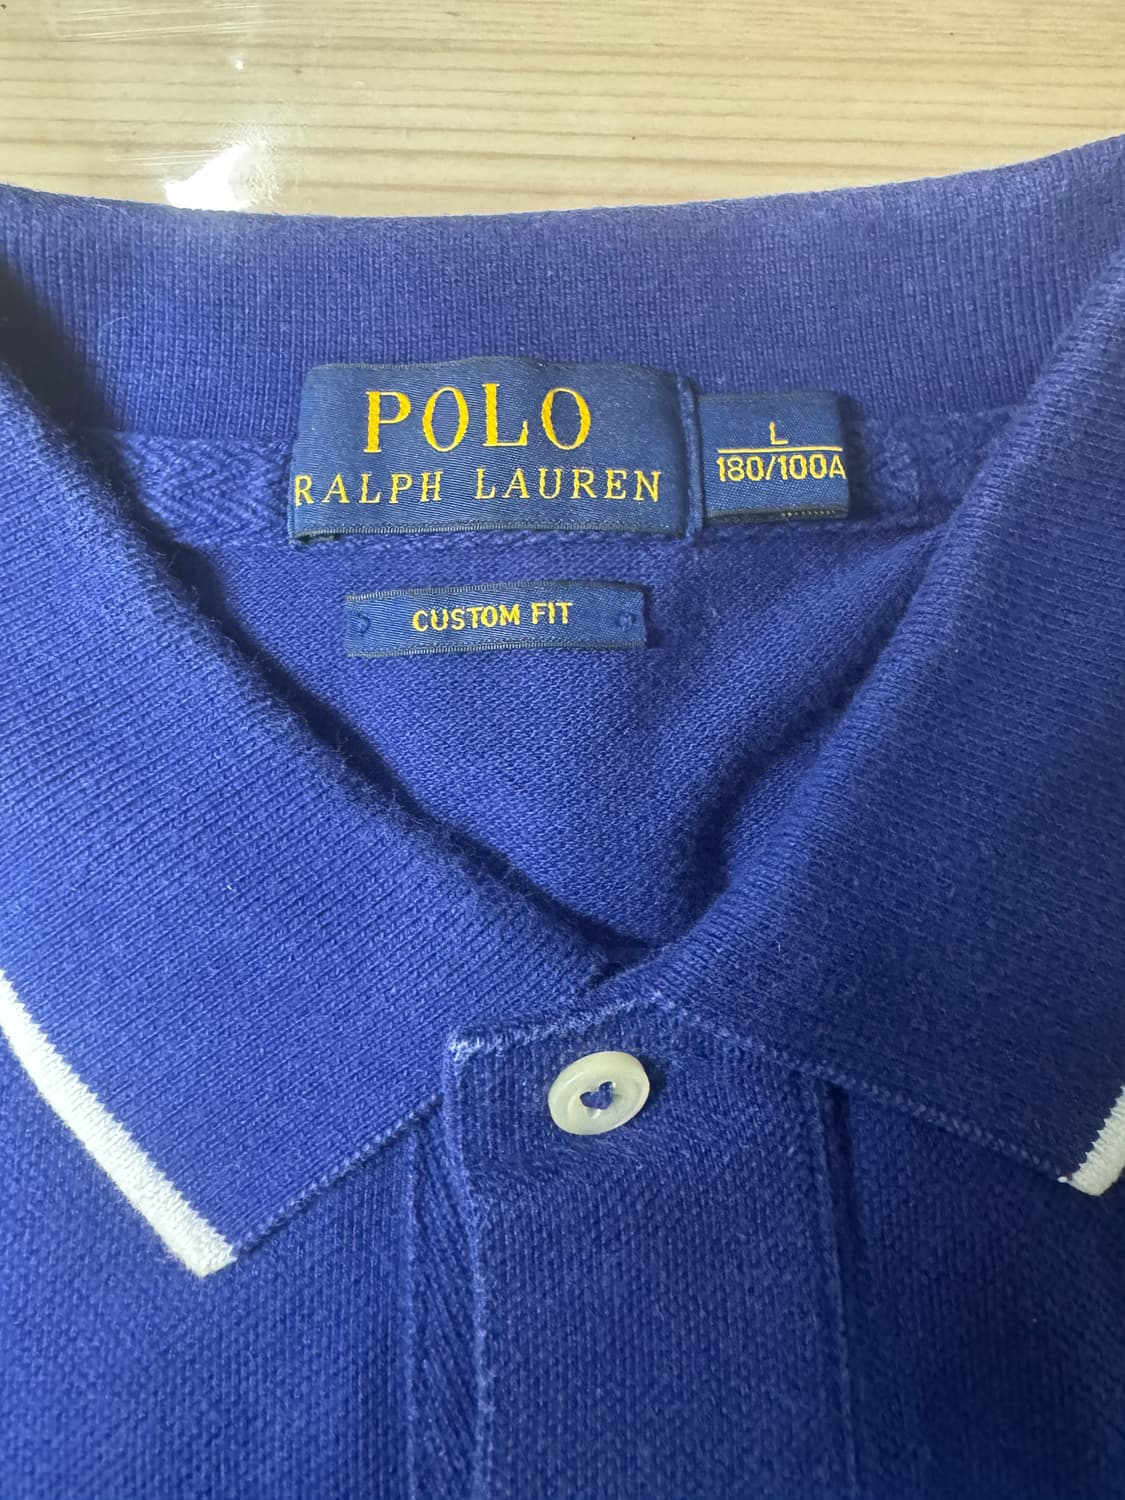 POLO
RALPH LAUREN
L
180/100A
CUSTOM FIT